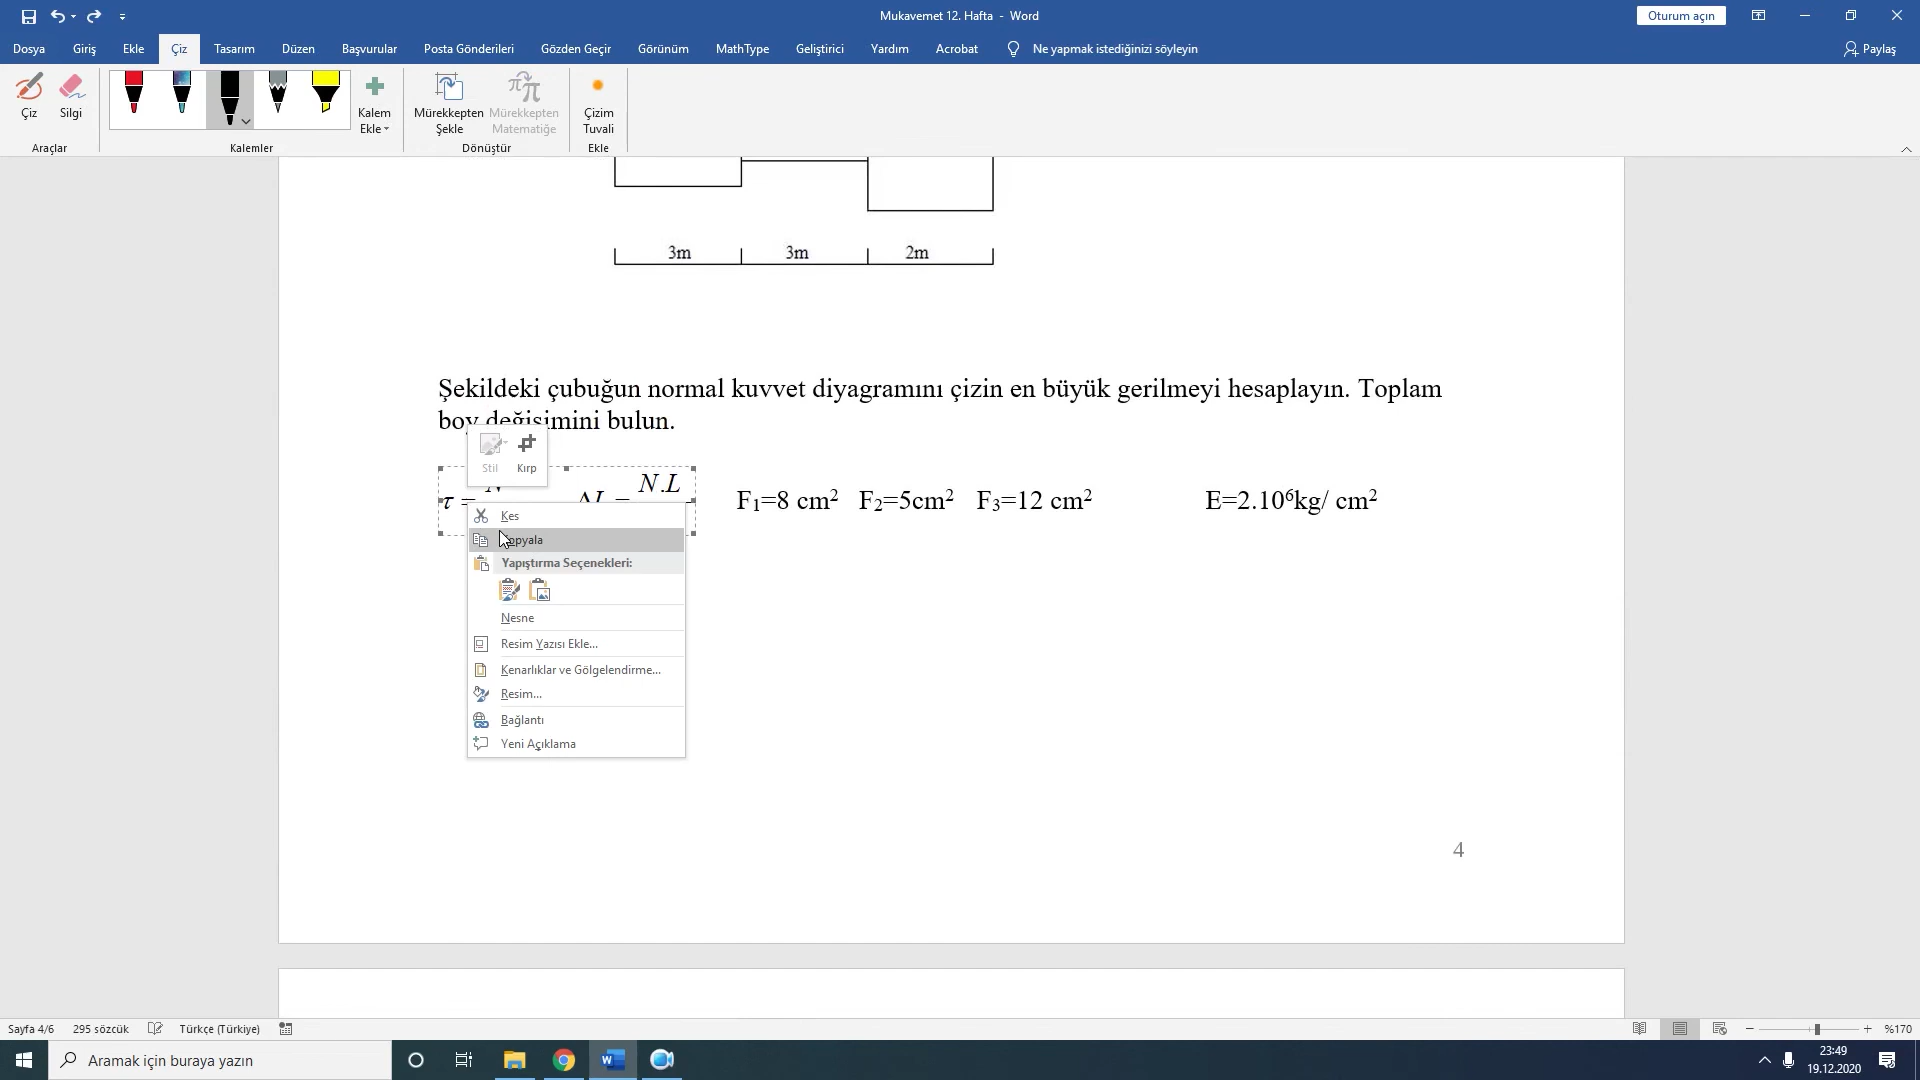 Mukavemet 12. Hafta - Word
Oturum açın
Dosya Giriş Ekle Çiz Tasarım Düzen Başvurular Posta Gönderileri Gözden Geçir Görünüm MathType Geliştirici Yardım Acrobat Ne yapmak istediğinizi söyleyin Paylaş
Çiz Silgi Kalem Ekle Mürekkepten Şekle Mürekkepten Matematiğe Çizim Tuvali
Araçlar Kalemler Dönüştür Ekle
3m 3m 2m
Şekildeki çubuğun normal kuvvet diyagramını çizin en büyük gerilmeyi hesaplayın. Toplam
boy değişimini bulun.
Stil Kırp
τ = N ΔL = N.L F₁=8 cm² F₂=5cm² F₃=12 cm² E=2.10⁶kg/ cm²
Kes
Yapıştırma Seçenekleri:
Nesne
Resim Yazısı Ekle...
Kenarlıklar ve Gölgelendirme...
Resim...
Bağlantı
Yeni Açıklama
4
Sayfa 4/6 295 sözcük Türkçe (Türkiye) %170
Aramak için buraya yazın
23:49
19.12.2020